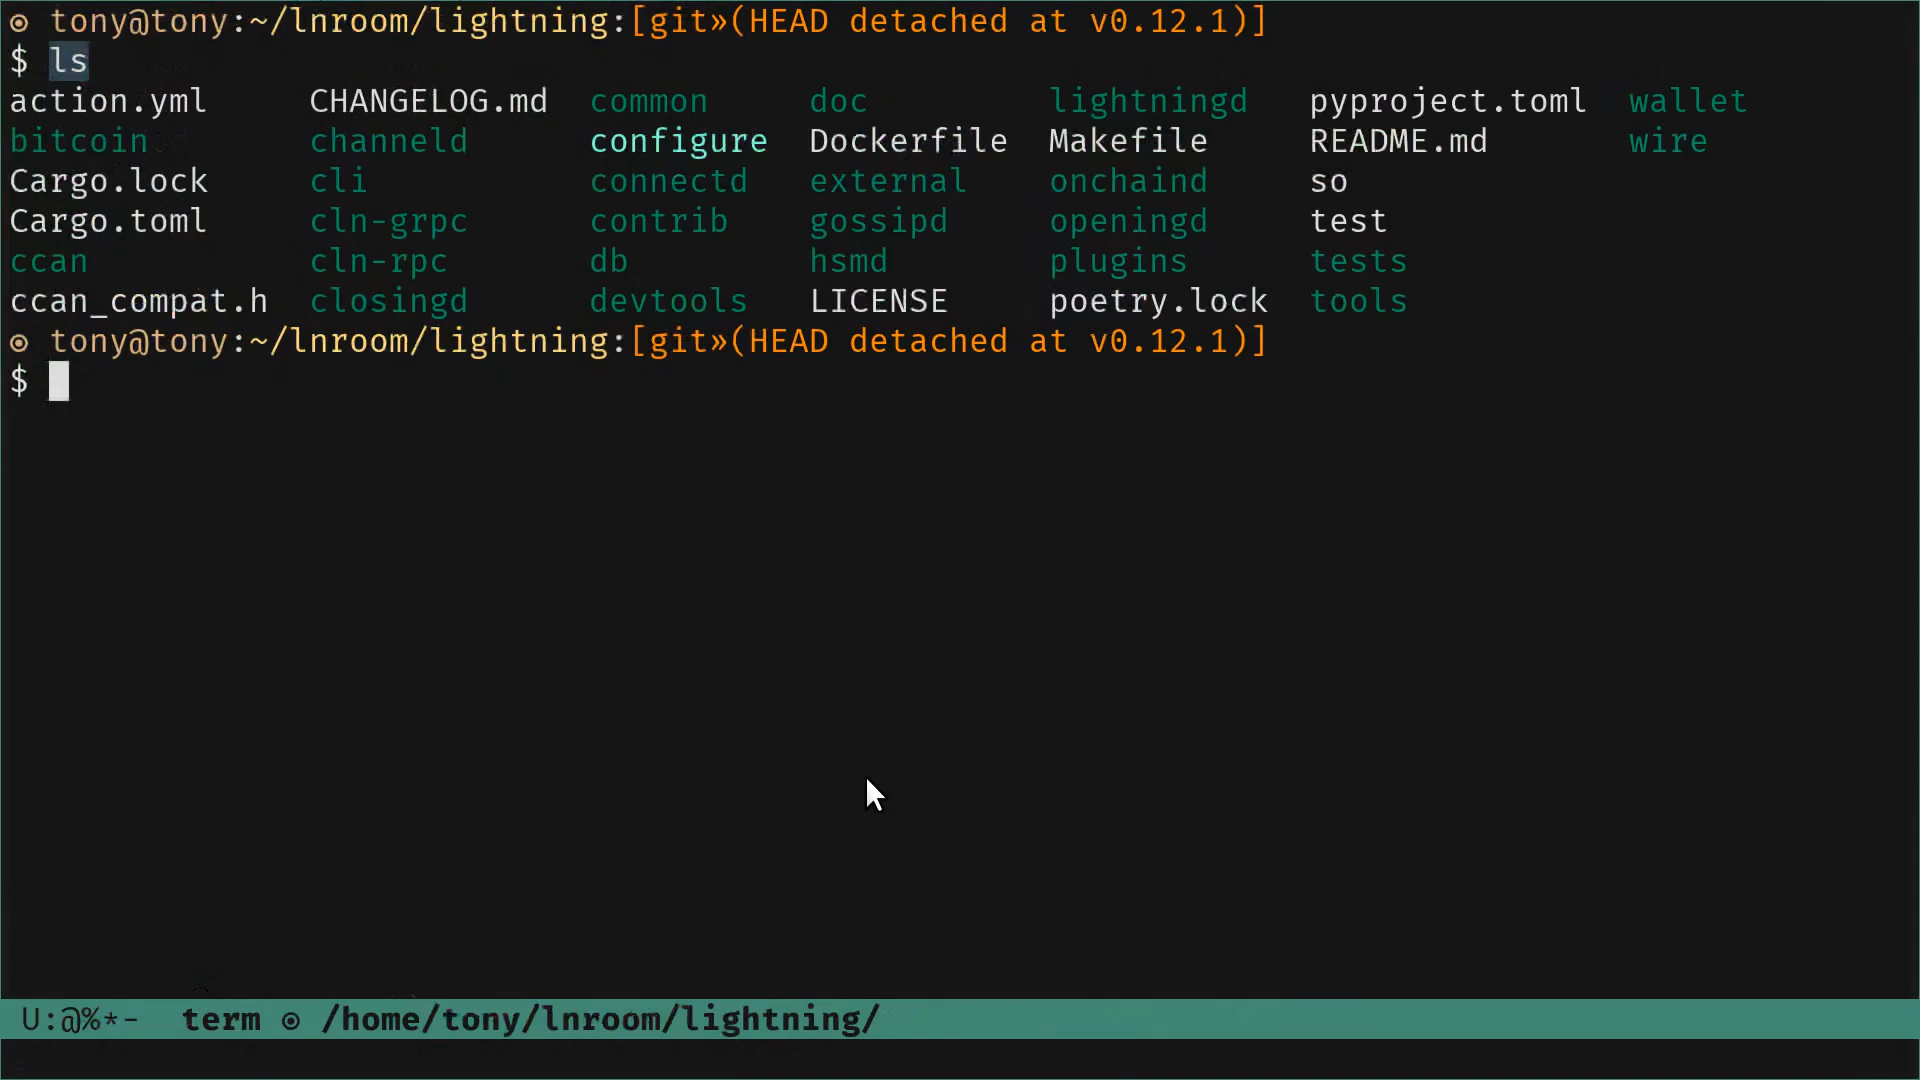 ⊙ tony@tony:~/lnroom/lightning:[git»(HEAD detached at v0.12.1)]
$ ls
action.yml CHANGELOG.md common doc lightningd pyproject.toml wallet
bitcoin channeld configure Dockerfile Makefile README.md wire
Cargo.lock cli connectd external onchaind so
Cargo.toml cln-grpc contrib gossipd openingd test
ccan cln-rpc db hsmd plugins tests
ccan_compat.h closingd devtools LICENSE poetry.lock tools
⊙ tony@tony:~/lnroom/lightning:[git»(HEAD detached at v0.12.1)]
$
U:@%*- term ⊙ /home/tony/lnroom/lightning/